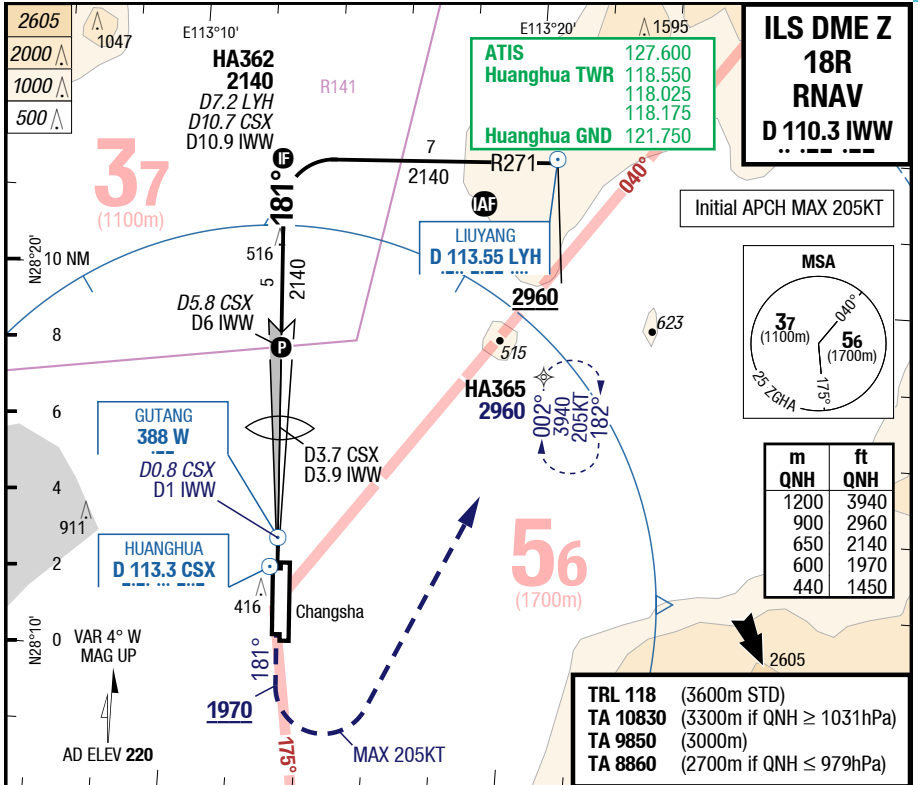 2605
2000
1000
500
1047
E113°10'
HA362
2140
D7.2 LYH
D10.7 CSX
D10.9 IWW
R141
E113°20'
1595
ATIS 127.600
Huanghua TWR 118.550
118.025
118.175
Huanghua GND 121.750
ILS DME Z
18R
RNAV
D 110.3 IWW
37
(1100m)
IF
7
2140
R271
040°
IAF
181°
Initial APCH MAX 205KT
LIUYANG
D 113.55 LYH
N28°20'
10 NM
516
5
2140
2960
MSA
040°
37
(1100m)
56
(1700m)
175°
25 ZGHA
D5.8 CSX
D6 IWW
8
P
515
623
HA365
2960
002°
3940
205KT
182°
6
GUTANG
388 W
D0.8 CSX
D1 IWW
D3.7 CSX
D3.9 IWW
m ft
QNH QNH
1200 3940
900 2960
650 2140
600 1970
440 1450
4
911
HUANGHUA
D 113.3 CSX
2
56
(1700m)
416
Changsha
N28°10'
0
VAR 4° W
MAG UP
181°
1970
175°
MAX 205KT
AD ELEV 220
2605
TRL 118 (3600m STD)
TA 10830 (3300m if QNH ≥ 1031hPa)
TA 9850 (3000m)
TA 8860 (2700m if QNH ≤ 979hPa)